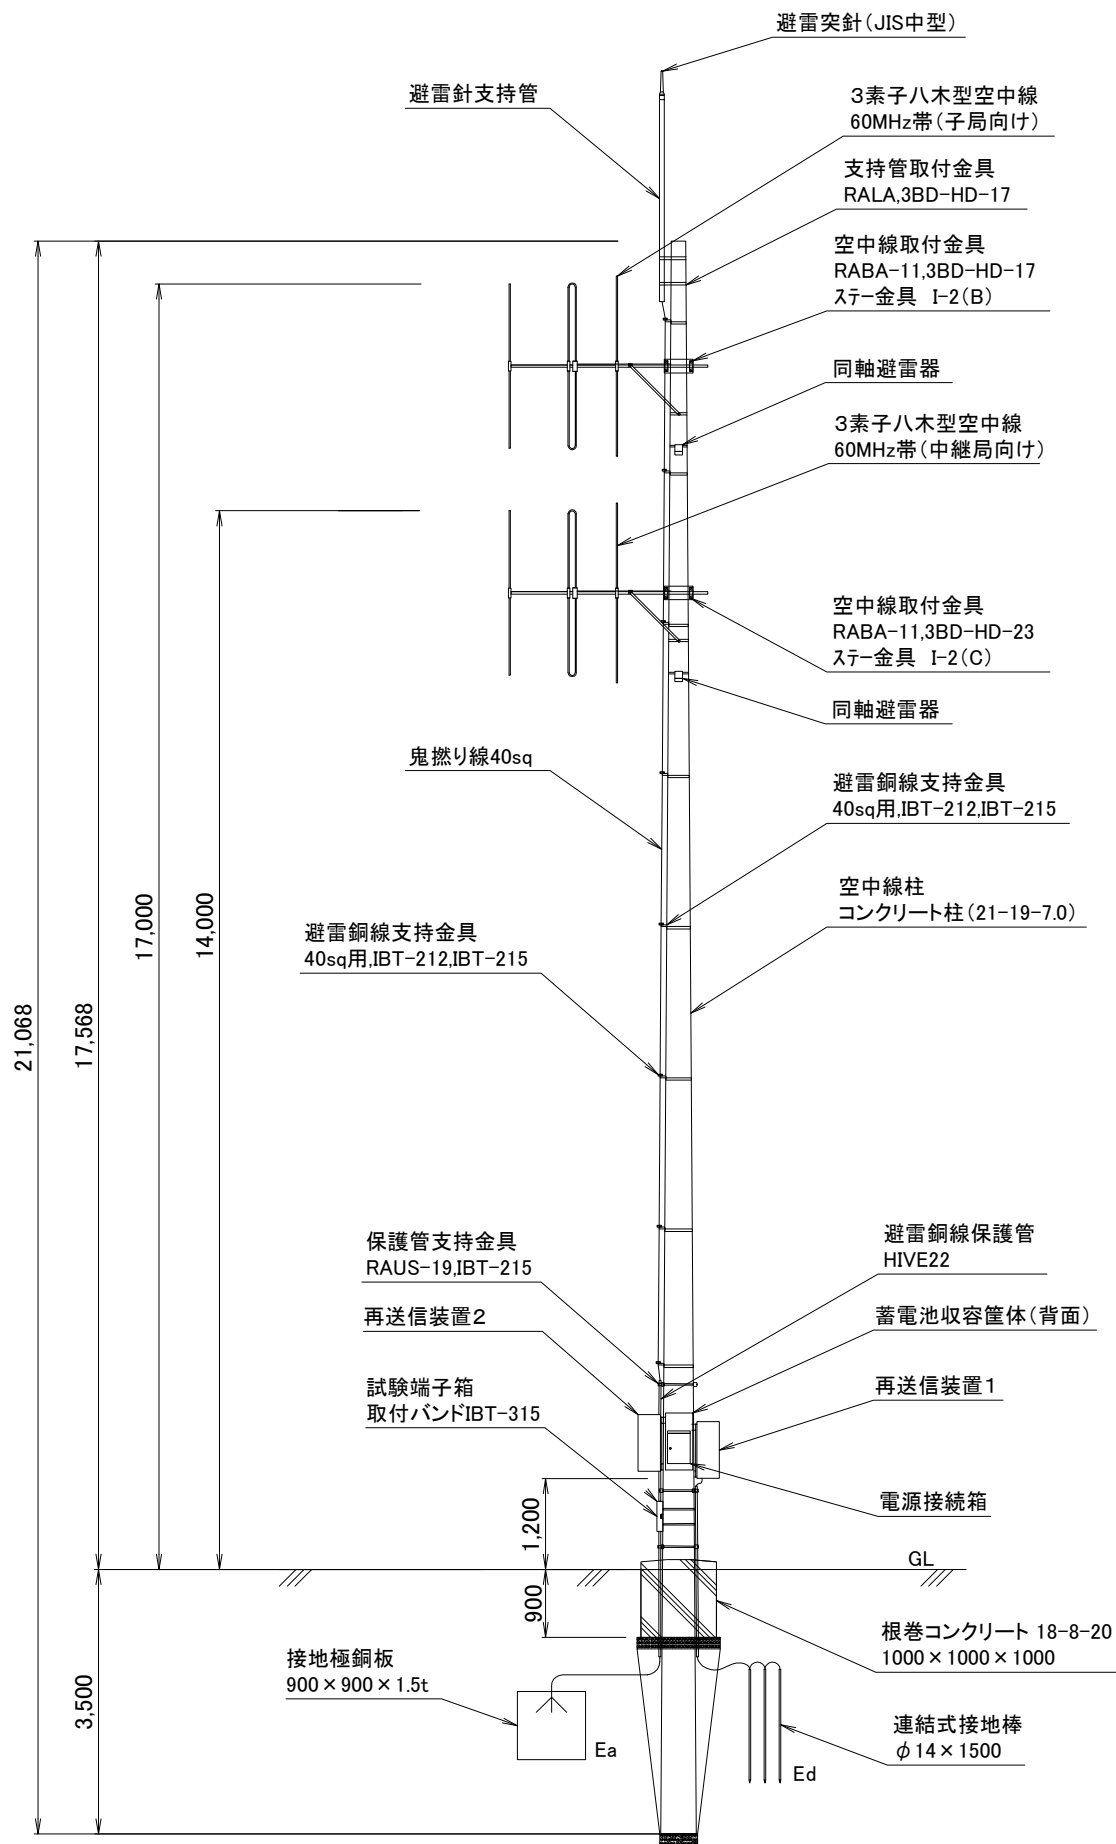 避雷突針(JIS中型)
避雷針支持管
3素子八木型空中線
60MHz帯(子局向け)
支持管取付金具
RALA,3BD-HD-17
空中線取付金具
RABA-11,3BD-HD-17
ステー金具 I-2(B)
同軸避雷器
3素子八木型空中線
60MHz帯(中継局向け)
空中線取付金具
RABA-11,3BD-HD-23
ステー金具 I-2(C)
同軸避雷器
鬼撚り線40sq
避雷銅線支持金具
40sq用,IBT-212,IBT-215
空中線柱
コンクリート柱(21-19-7.0)
避雷銅線支持金具
40sq用,IBT-212,IBT-215
17,000
14,000
21,068
17,568
保護管支持金具
RAUS-19,IBT-215
避雷銅線保護管
HIVE22
再送信装置2
蓄電池収容筐体(背面)
試験端子箱
取付バンドIBT-315
再送信装置1
電源接続箱
1,200
GL
900
根巻コンクリート 18-8-20
1000×1000×1000
接地極銅板
900×900×1.5t
3,500
連結式接地棒
φ14×1500
Ea
Ed